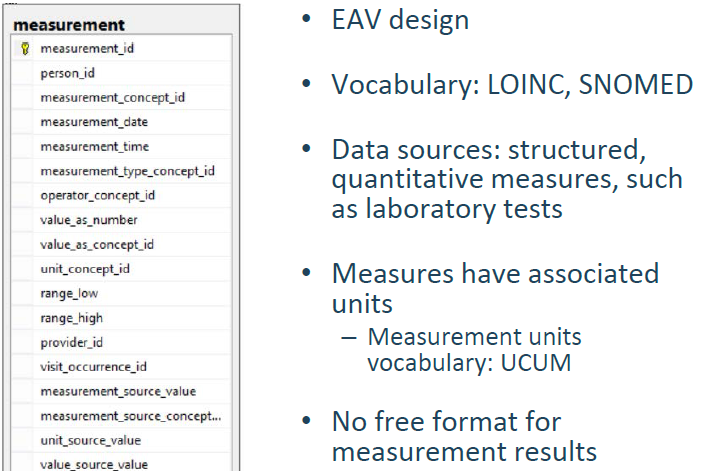 measurement
measurement_id
person_id
measurement_concept_id
measurement_date
measurement_time
measurement_type_concept_id
operator_concept_id
value_as_number
value_as_concept_id
unit_concept_id
range_low
range_high
provider_id
visit_occurrence_id
measurement_source_value
measurement_source_concept...
unit_source_value
value_source_value
• EAV design
• Vocabulary: LOINC, SNOMED
• Data sources: structured,
quantitative measures, such
as laboratory tests
• Measures have associated
units
– Measurement units
vocabulary: UCUM
• No free format for
measurement results